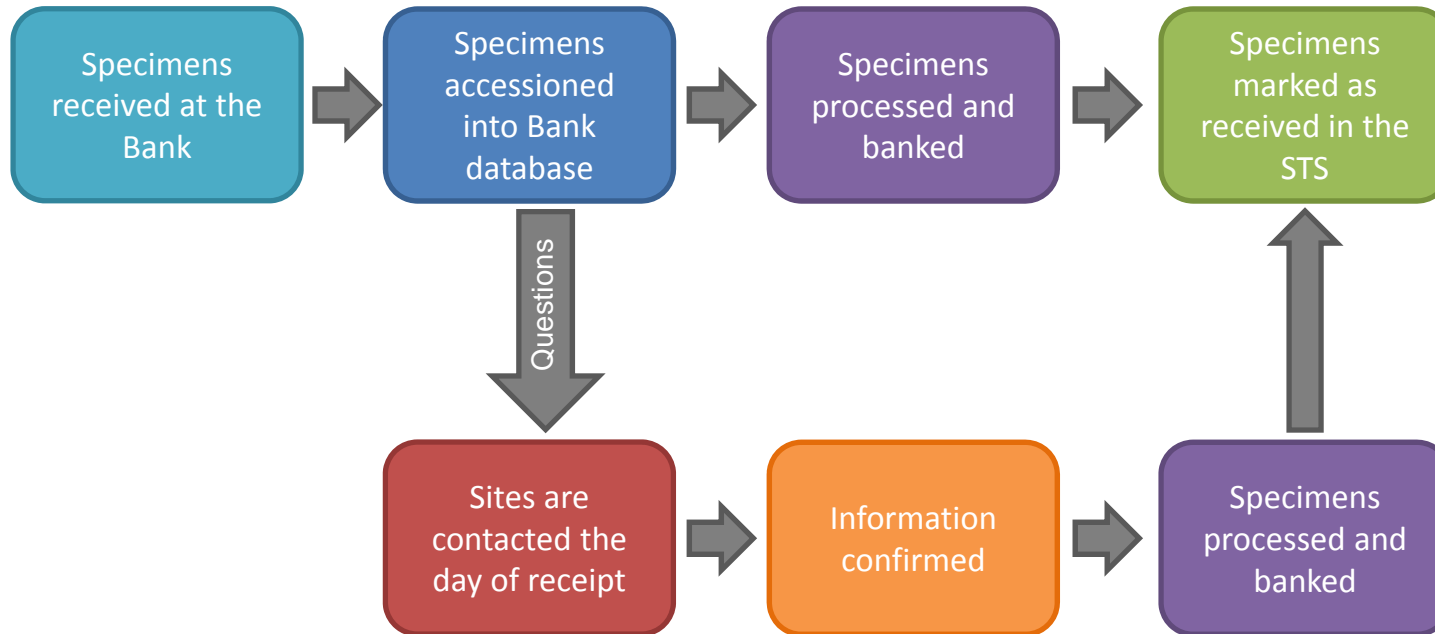 Specimens
received at the
Bank
Specimens
accessioned
into Bank
database
Specimens
processed and
banked
Specimens
marked as
received in the
STS
Questions
Sites are
contacted the
day of receipt
Information
confirmed
Specimens
processed and
banked